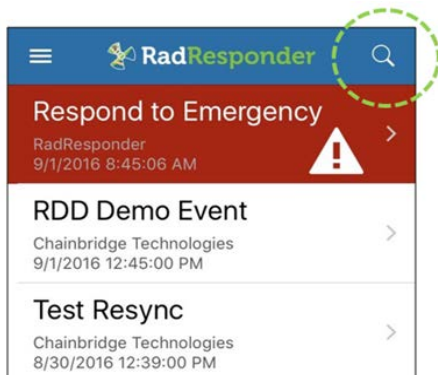 RadResponder
Respond to Emergency
RadResponder
9/1/2016 8:45:06 AM
RDD Demo Event
Chainbridge Technologies
9/1/2016 12:45:00 PM
Test Resync
Chainbridge Technologies
8/30/2016 12:39:00 PM